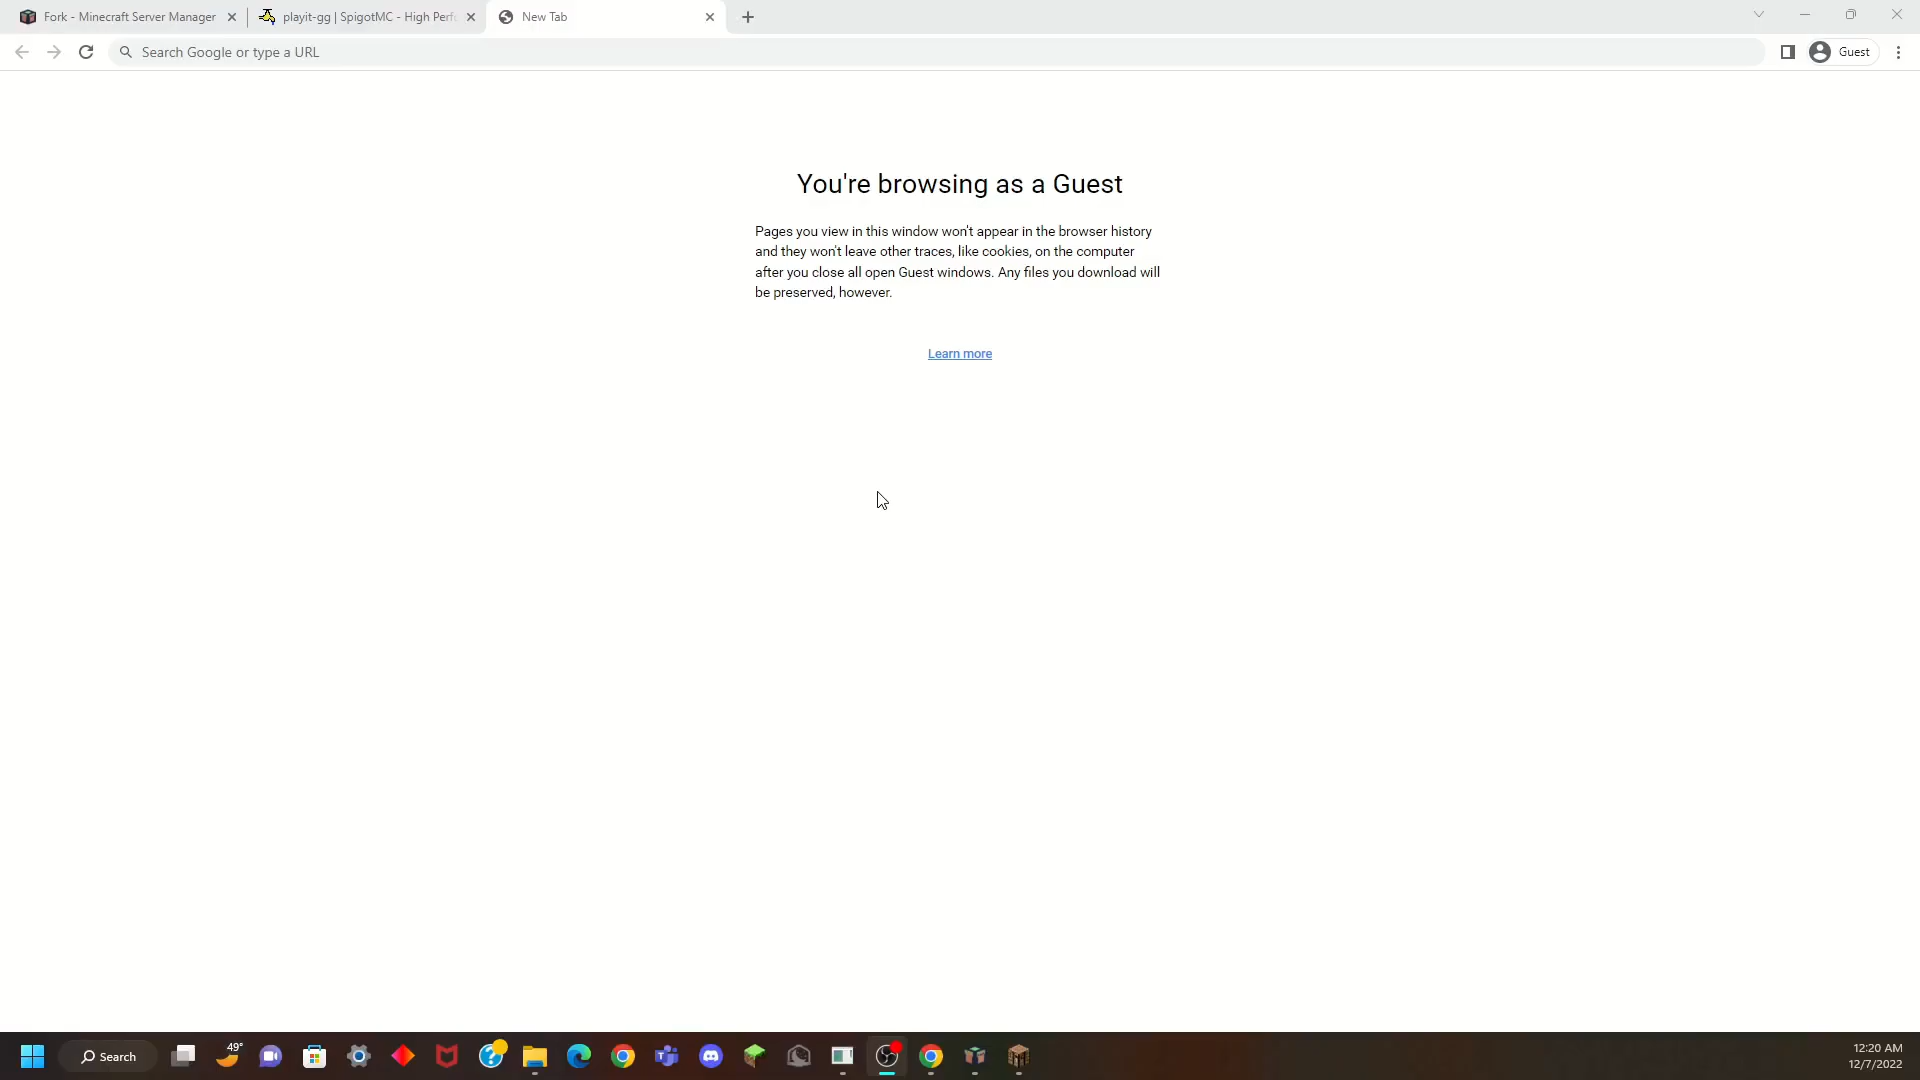 Fork - Minecraft Server Manager
playit-gg | SpigotMC - High Perf
New Tab
Search Google or type a URL
Guest
You're browsing as a Guest
Pages you view in this window won't appear in the browser history
and they won't leave other traces, like cookies, on the computer
after you close all open Guest windows. Any files you download will
be preserved, however.
Learn more
Search
49°
12:20 AM
12/7/2022